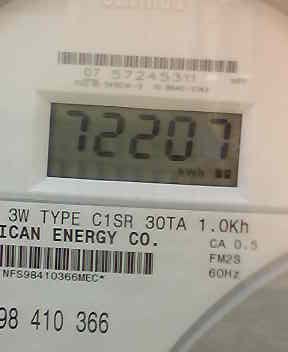 07 57245311
72207
kWh
3W TYPE C1SR 30TA 1.0Kh
ICAN ENERGY CO.
CA 0.5
FM2S
NFS98410366MEC*
60Hz
98 410 366